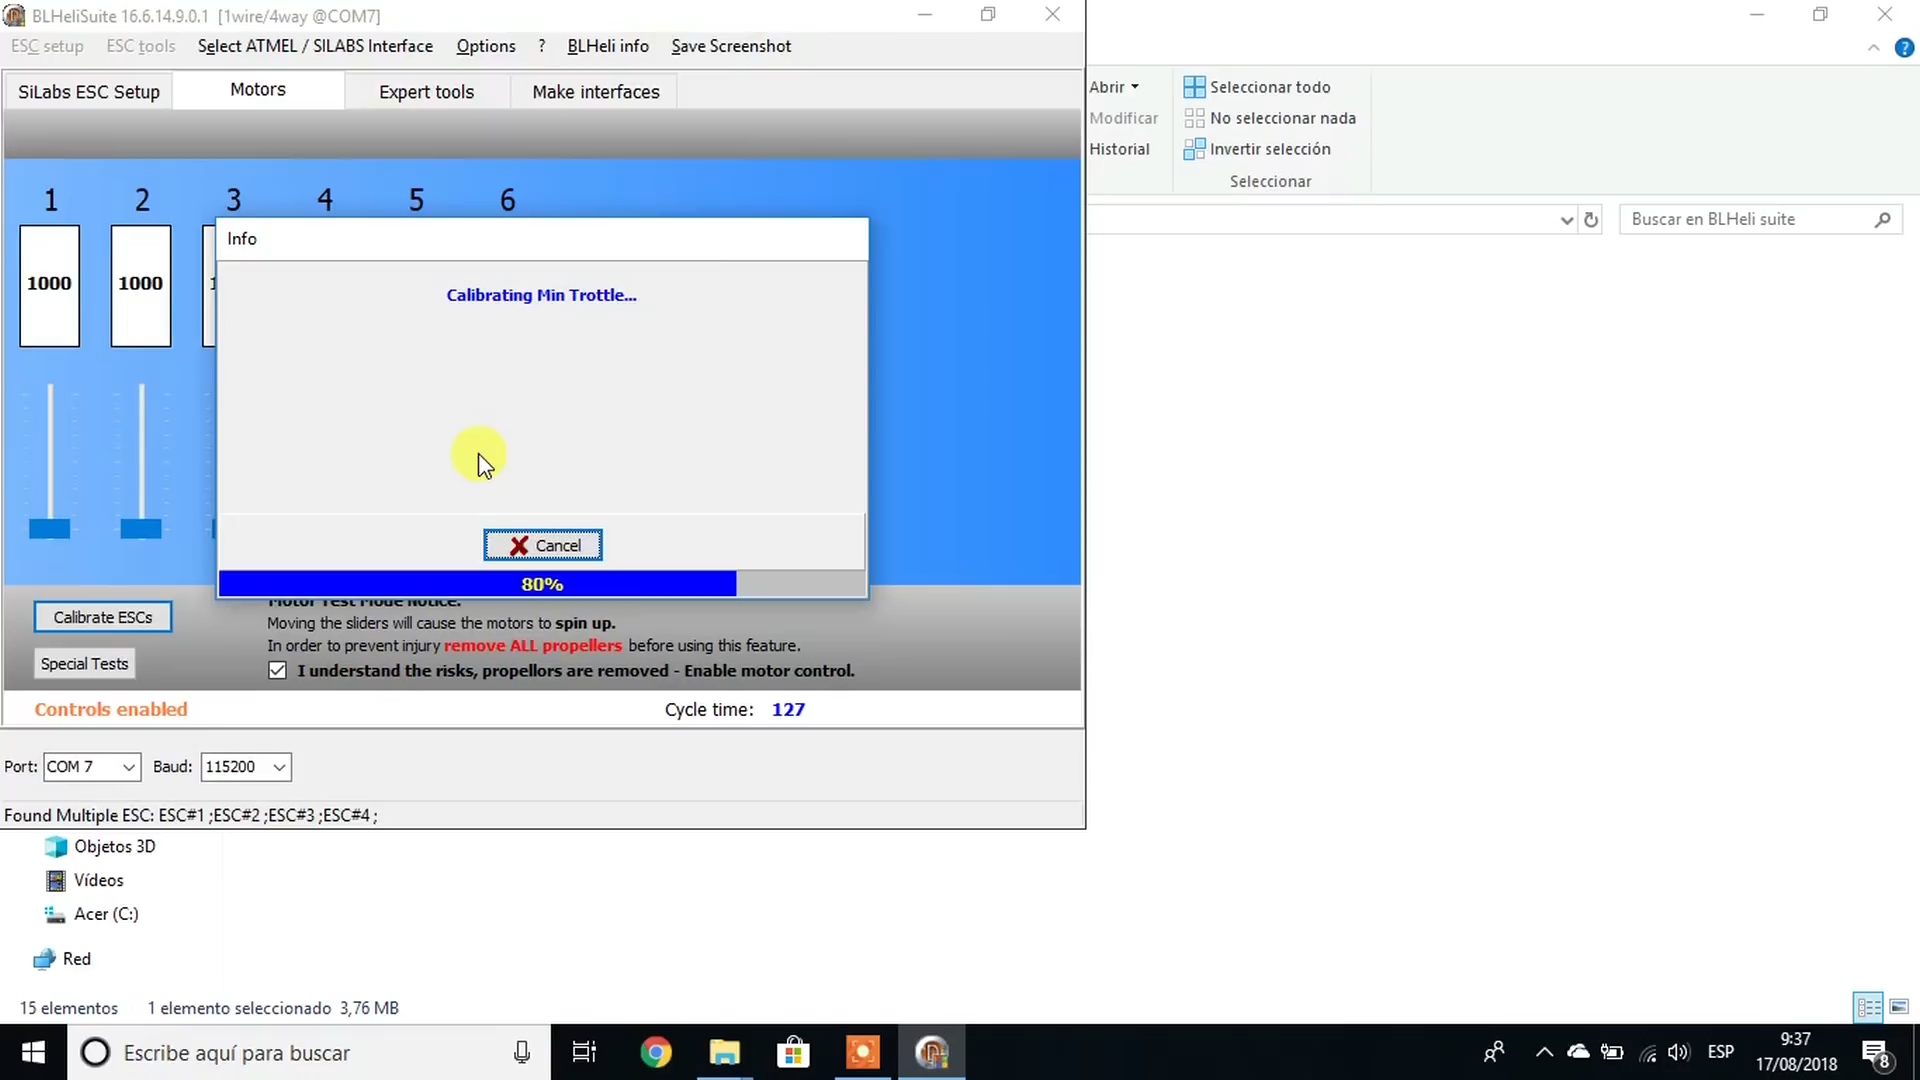 BLHeliSuite 16.6.14.9.0.1  [1wire/4way @COM7]
ESC setup  ESC tools  Select ATMEL / SILABS Interface  Options  ?  BLHeli info  Save Screenshot
SiLabs ESC Setup  Motors  Expert tools  Make interfaces
Abrir  Seleccionar todo
Modificar  No seleccionar nada
Historial  Invertir selección
Seleccionar
Buscar en BLHeli suite
1  2  3  4  5  6
Info
1000  1000
Calibrating Min Trottle...
Cancel
80%
Motor Test Mode Notice:
Calibrate ESCs
Moving the sliders will cause the motors to spin up.
In order to prevent injury remove ALL propellers before using this feature.
Special Tests
I understand the risks, propellors are removed - Enable motor control.
Controls enabled  Cycle time: 127
Port: COM 7  Baud: 115200
Found Multiple ESC: ESC#1 ;ESC#2 ;ESC#3 ;ESC#4 ;
Objetos 3D
Vídeos
Acer (C:)
Red
15 elementos  1 elemento seleccionado  3,76 MB
Escribe aquí para buscar
ESP
9:37
17/08/2018
8